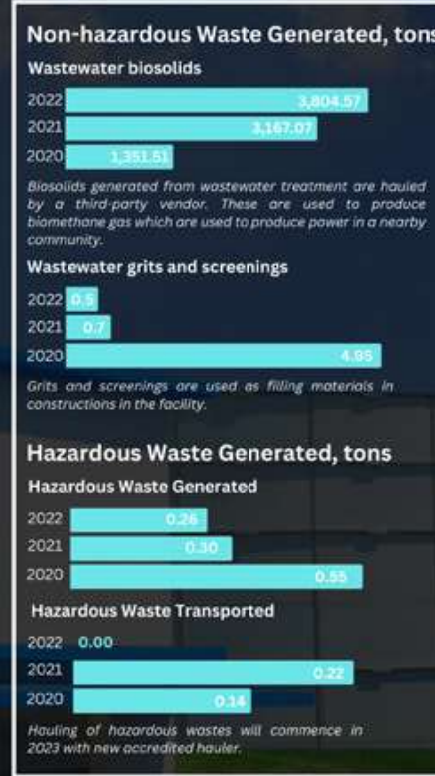 Non-hazardous Waste Generated, tons
Wastewater biosolids
2022 3,804.57
2021 3,167.07
2020 1,351.51
Biosolids generated from wastewater treatment are hauled
by a third-party vendor. These are used to produce
biomethane gas which are used to produce power in a nearby
community.
Wastewater grits and screenings
2022 0.5
2021 0.7
2020 4.95
Grits and screenings are used as filling materials in
constructions in the facility.
Hazardous Waste Generated, tons
Hazardous Waste Generated
2022 0.26
2021 0.30
2020 0.55
Hazardous Waste Transported
2022 0.00
2021 0.22
2020 0.14
Hauling of hazardous wastes will commence in
2023 with new accredited hauler.